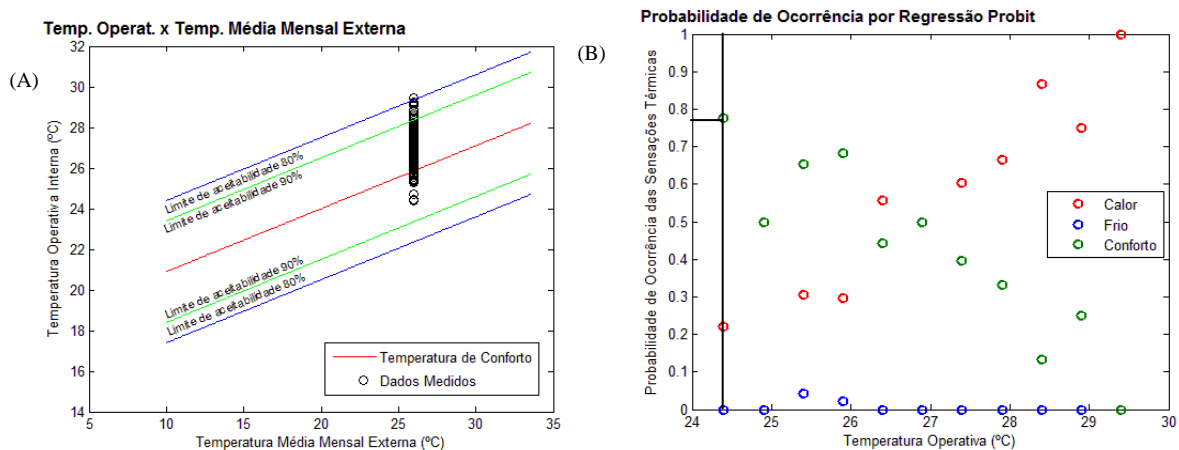 (A)
Temp. Operat. x Temp. Média Mensal Externa
Temperatura Operativa Interna (ºC)
32
30
28
26
24
22
20
18
16
14
Limite de aceitabilidade 80%
Limite de aceitabilidade 90%
Limite de aceitabilidade 90%
Limite de aceitabilidade 80%
Temperatura de Conforto
Dados Medidos
5 10 15 20 25 30 35
Temperatura Média Mensal Externa (ºC)
(B)
Probabilidade de Ocorrência por Regressão Probit
Probabilidade de Ocorrência das Sensações Térmicas
1
0.9
0.8
0.7
0.6
0.5
0.4
0.3
0.2
0.1
0
Calor
Frio
Conforto
24 25 26 27 28 29 30
Temperatura Operativa (ºC)